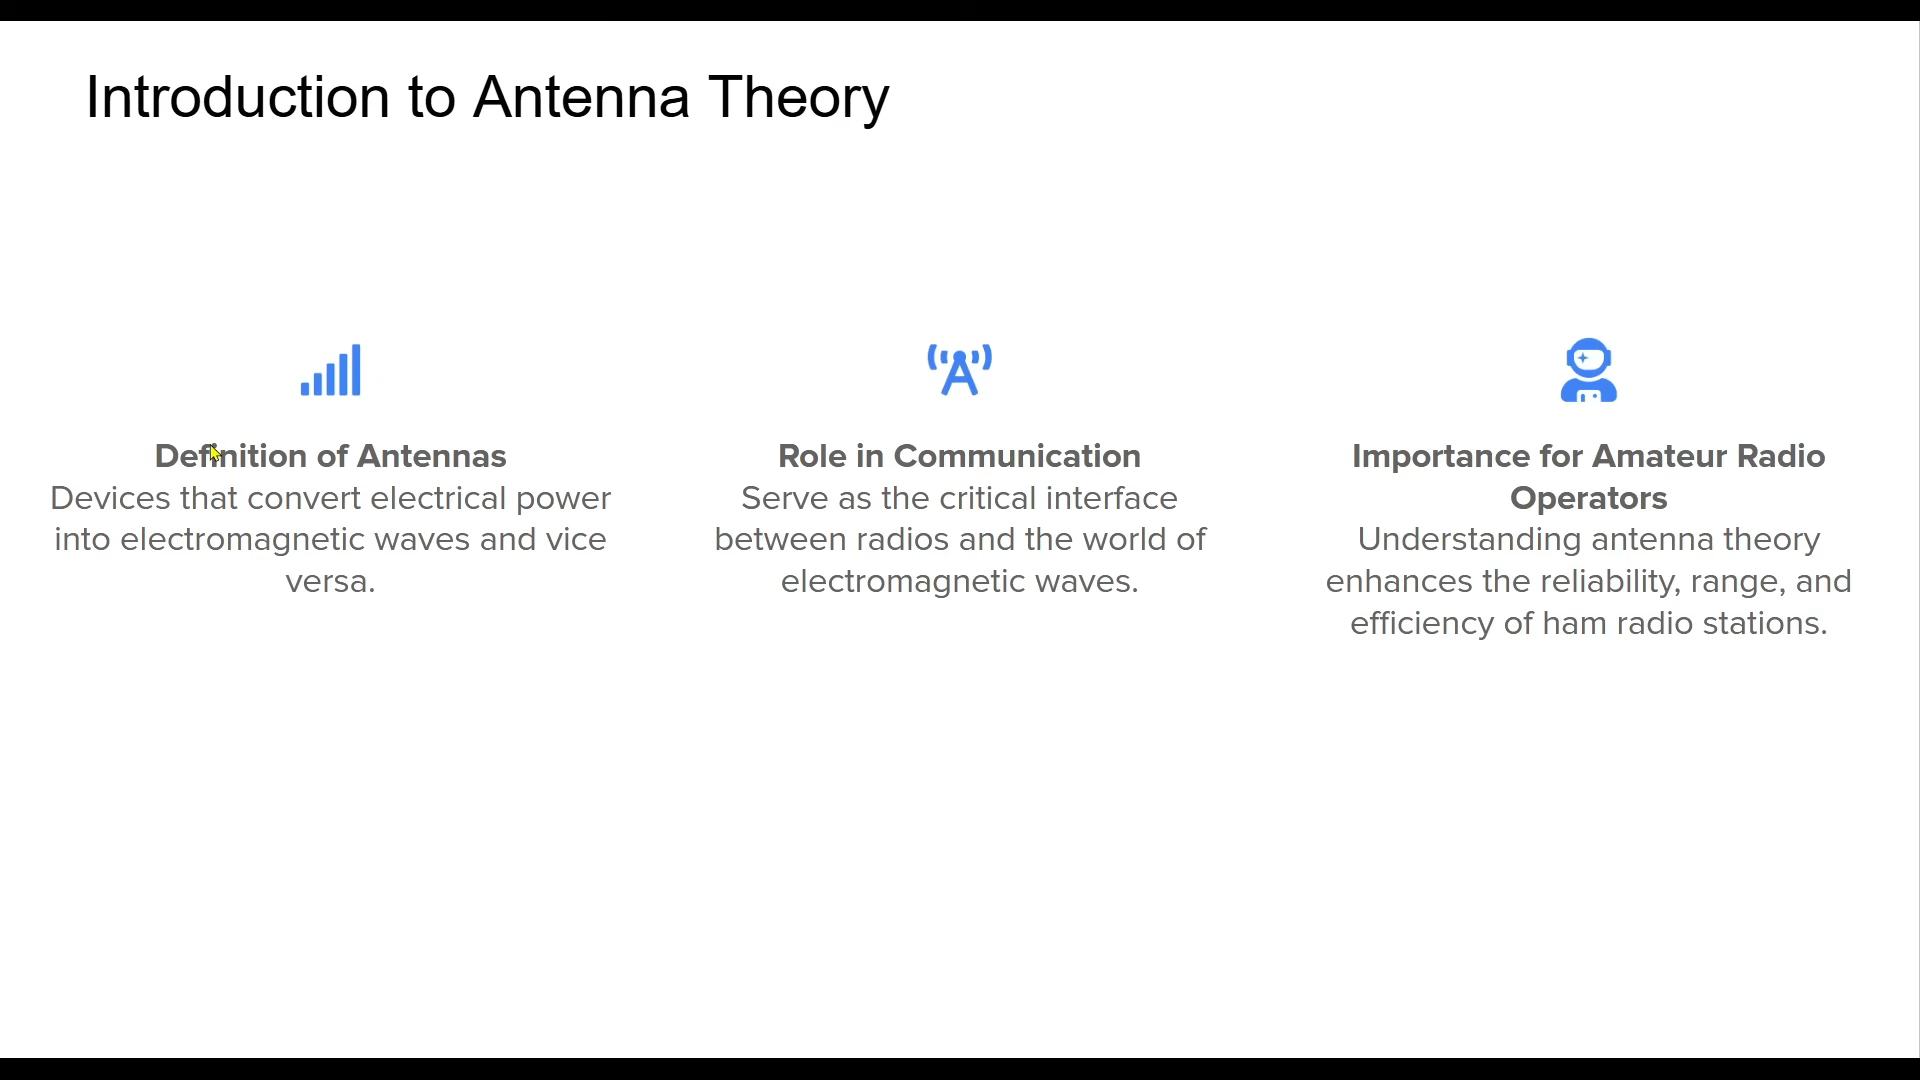 Introduction to Antenna Theory
Definition of Antennas
Devices that convert electrical power
into electromagnetic waves and vice
versa.
Role in Communication
Serve as the critical interface
between radios and the world of
electromagnetic waves.
Importance for Amateur Radio
Operators
Understanding antenna theory
enhances the reliability, range, and
efficiency of ham radio stations.